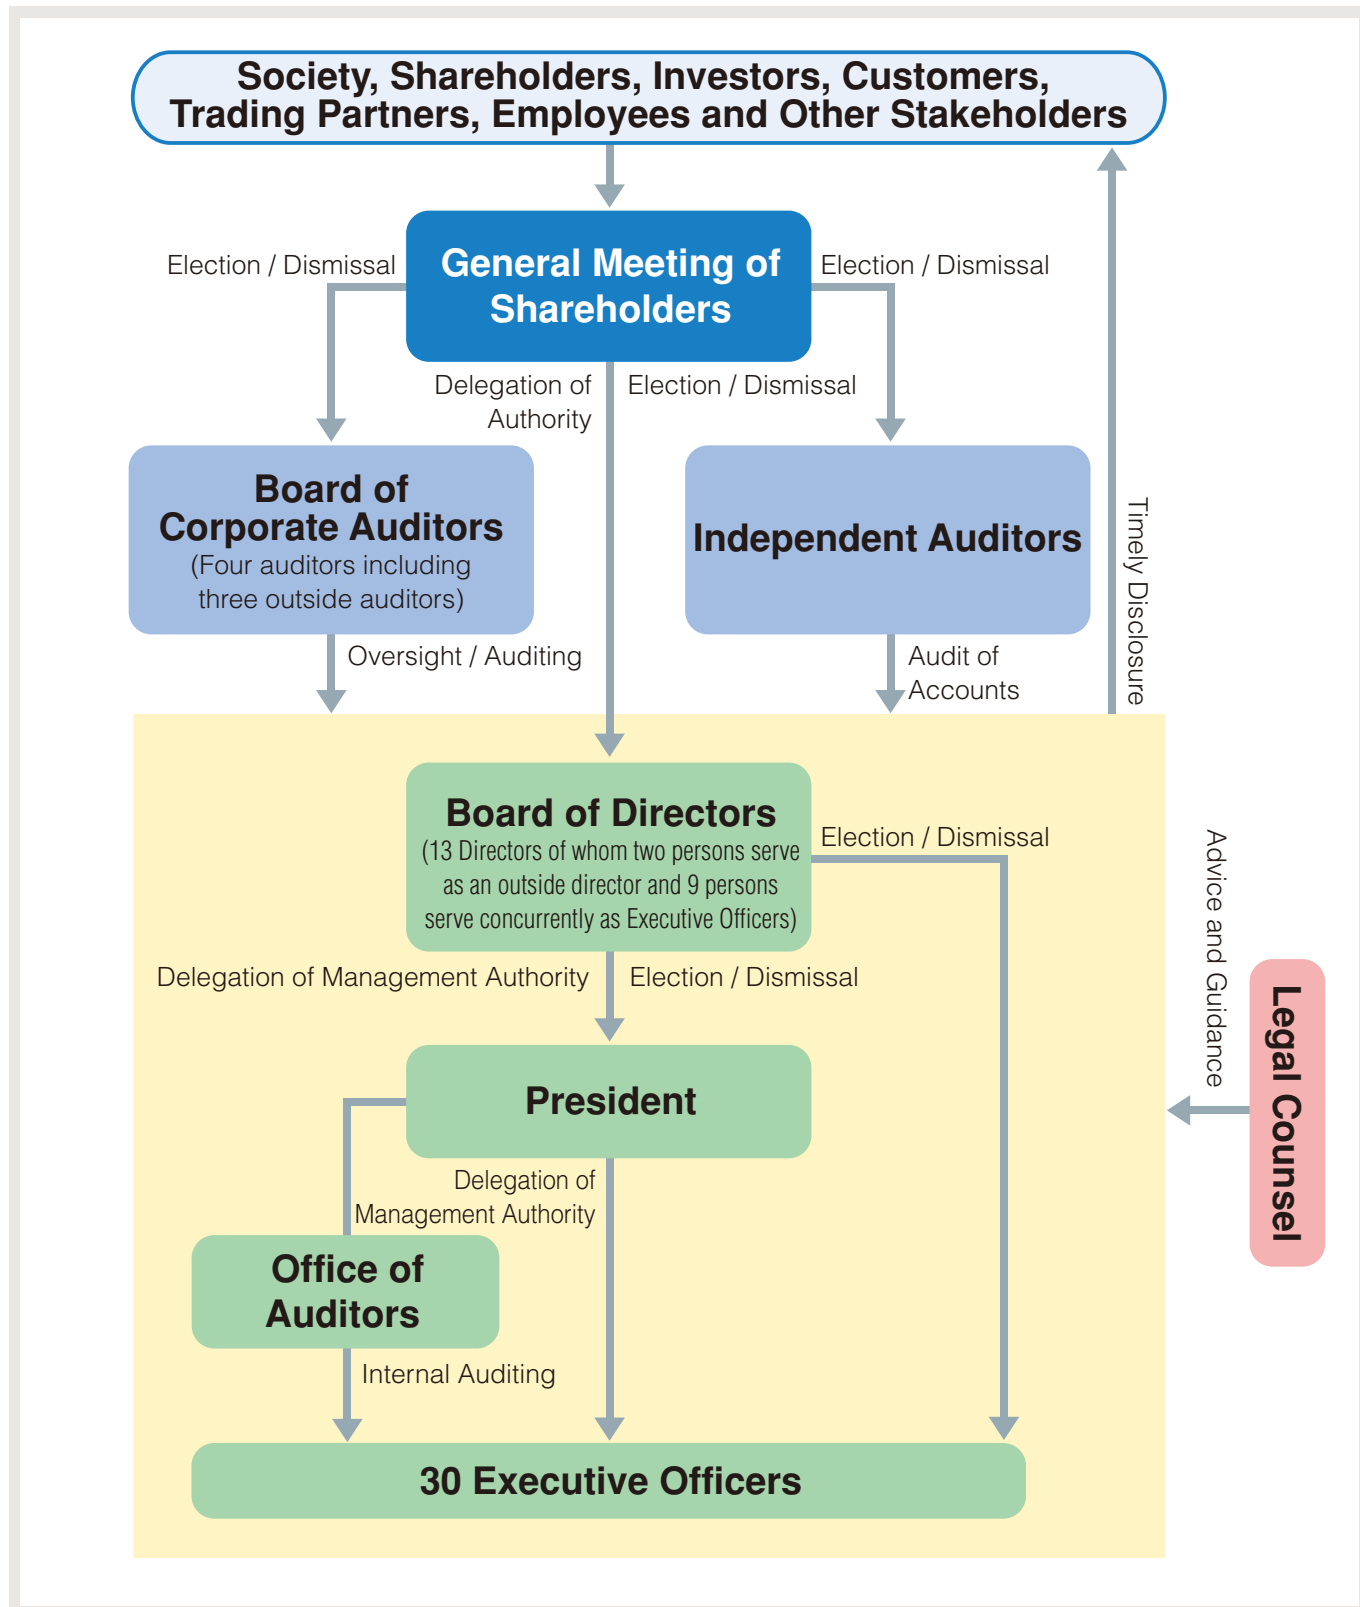 Society, Shareholders, Investors, Customers,
Trading Partners, Employees and Other Stakeholders
General Meeting of
Shareholders
Election / Dismissal
Election / Dismissal
Delegation of
Authority
Election / Dismissal
Board of
Corporate Auditors
(Four auditors including
three outside auditors)
Independent Auditors
Timely Disclosure
Oversight / Auditing
Audit of
Accounts
Board of Directors
(13 Directors of whom two persons serve
as an outside director and 9 persons
serve concurrently as Executive Officers)
Election / Dismissal
Delegation of Management Authority
Election / Dismissal
Advice and Guidance
Legal Counsel
President
Delegation of
Management Authority
Office of
Auditors
Internal Auditing
30 Executive Officers